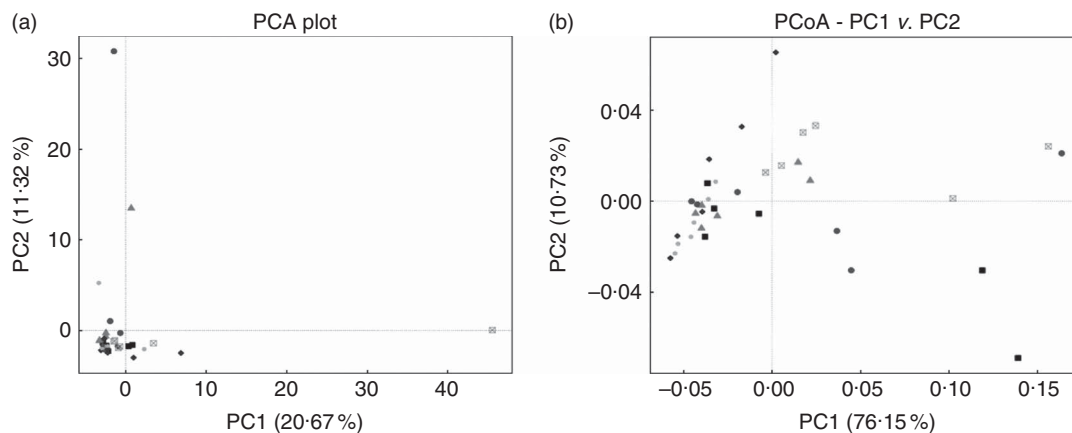 (a)
PCA plot
30
20
10
0
PC2 (11·32 %)
0
10
20
30
40
PC1 (20·67 %)
(b)
PCoA - PC1 v. PC2
0·04
0·00
−0·04
PC2 (10·73 %)
−0·05
0·00
0·05
0·10
0·15
PC1 (76·15 %)